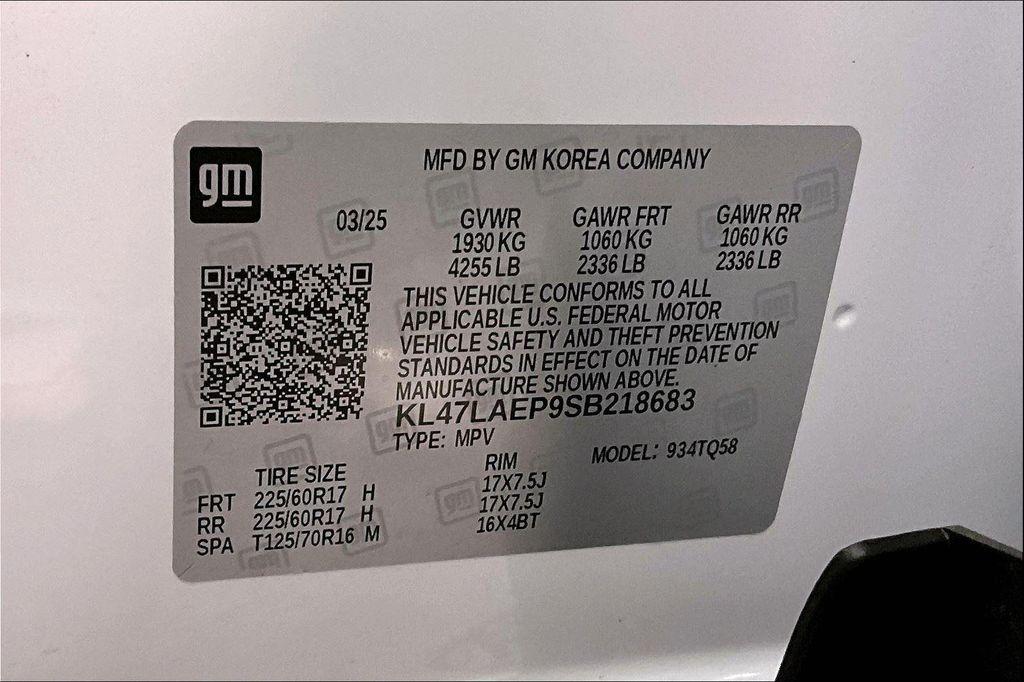 gm
MFD BY GM KOREA COMPANY
03/25 GVWR GAWR FRT GAWR RR
1930 KG 1060 KG 1060 KG
4255 LB 2336 LB 2336 LB
THIS VEHICLE CONFORMS TO ALL
APPLICABLE U.S. FEDERAL MOTOR
VEHICLE SAFETY AND THEFT PREVENTION
STANDARDS IN EFFECT ON THE DATE OF
MANUFACTURE SHOWN ABOVE.
KL47LAEP9SB218683
TYPE: MPV MODEL: 934TQ58
TIRE SIZE RIM
FRT 225/60R17 H 17X7.5J
RR 225/60R17 H 17X7.5J
SPA T125/70R16 M 16X4BT